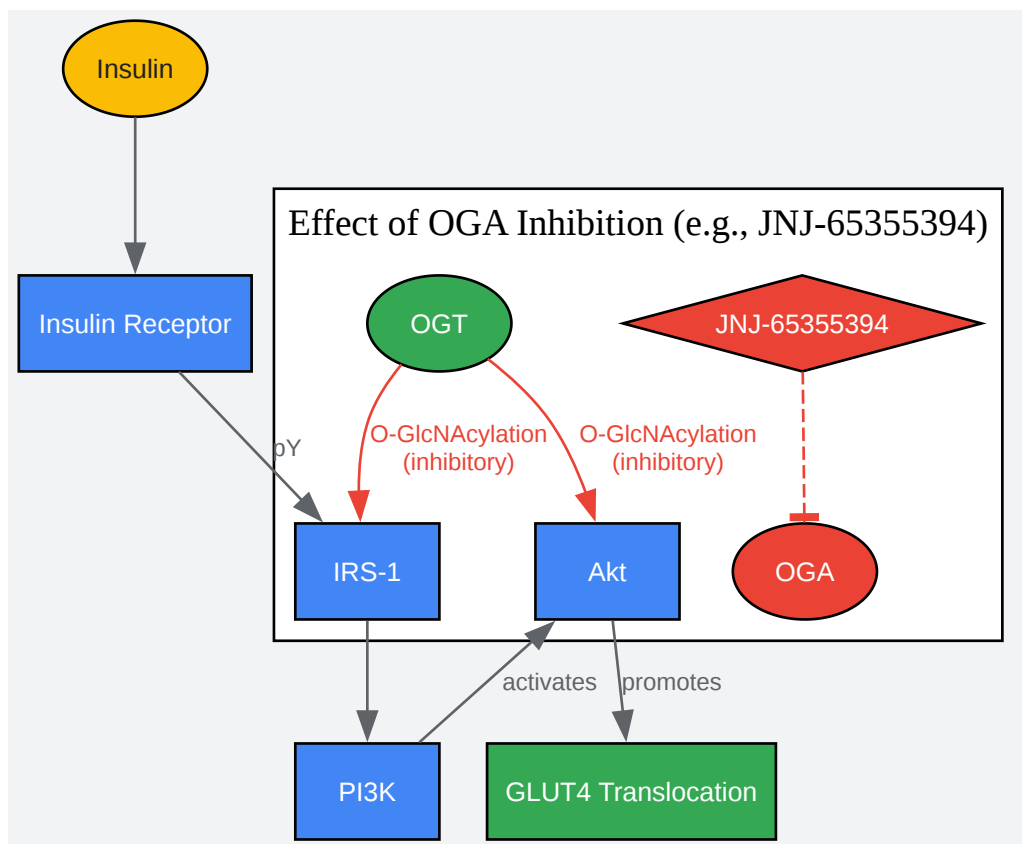 Insulin
Effect of OGA Inhibition (e.g., JNJ-65355394)
Insulin Receptor
OGT
JNJ-65355394
pY
O-GlcNAcylation
(inhibitory)
O-GlcNAcylation
(inhibitory)
IRS-1
Akt
OGA
activates
promotes
PI3K
GLUT4 Translocation